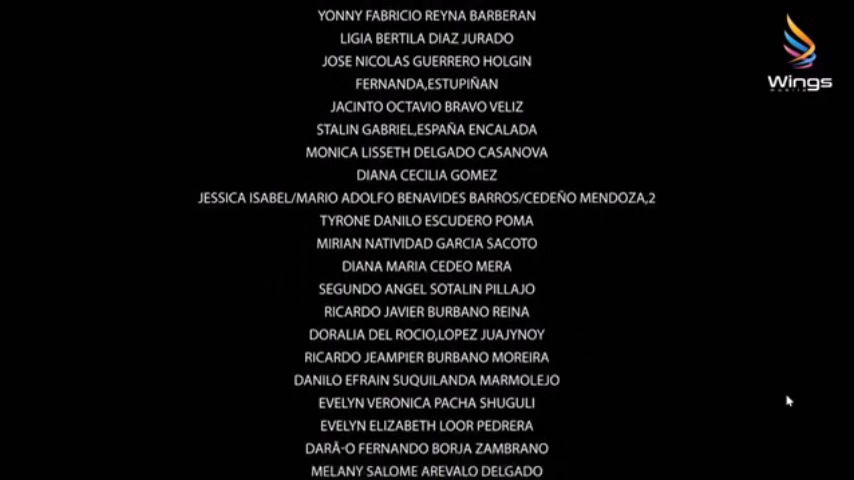 YONNY FABRICIO REYNA BARBERAN
LIGIA BERTILA DIAZ JURADO
JOSE NICOLAS GUERRERO HOLGIN
FERNANDA,ESTUPIÑAN
JACINTO OCTAVIO BRAVO VELIZ
STALIN GABRIEL,ESPAÑA ENCALADA
MONICA LISSETH DELGADO CASANOVA
DIANA CECILIA GOMEZ
JESSICA ISABEL/MARIO ADOLFO BENAVIDES BARROS/CEDEÑO MENDOZA,2
TYRONE DANILO ESCUDERO POMA
MIRIAN NATIVIDAD GARCIA SACOTO
DIANA MARIA CEDEO MERA
SEGUNDO ANGEL SOTALIN PILLAJO
RICARDO JAVIER BURBANO REINA
DORALIA DEL ROCIO,LOPEZ JUAJYNOY
RICARDO JEAMPIER BURBANO MOREIRA
DANILO EFRAIN SUQUILANDA MARMOLEJO
EVELYN VERONICA PACHA SHUGULI
EVELYN ELIZABETH LOOR PEDRERA
DARÃ-O FERNANDO BORJA ZAMBRANO
MELANY SALOME AREVALO DELGADO
Wings
MOBILE